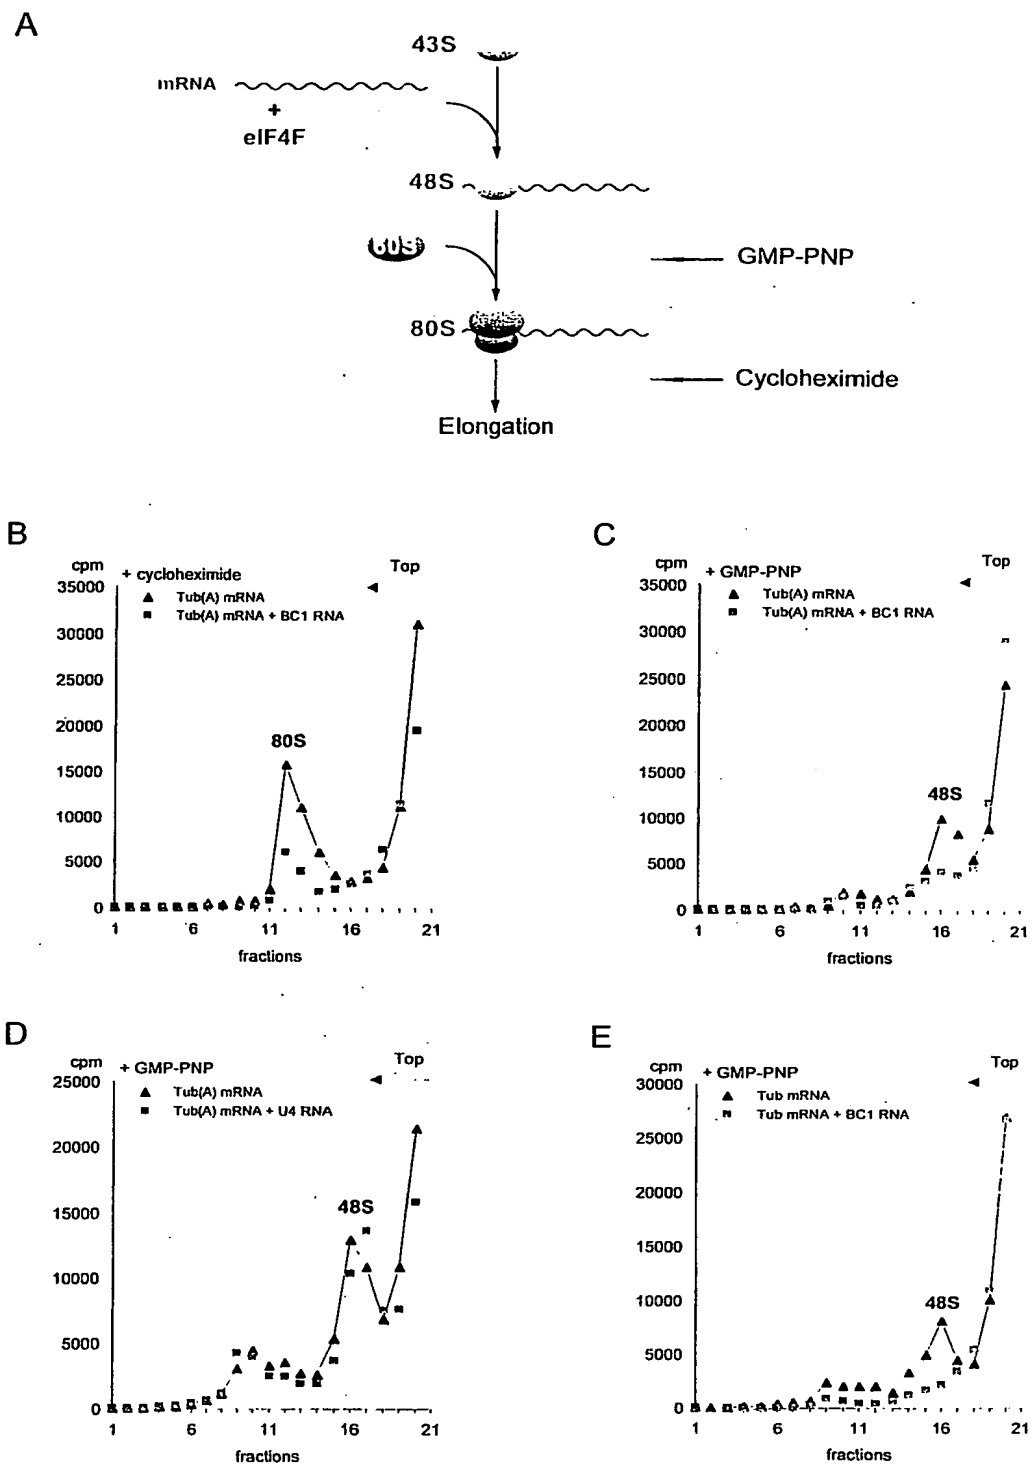 A
43S
mRNA
+
eIF4F
48S
60S
GMP-PNP
80S
Cycloheximide
Elongation
B
cpm
+ cycloheximide
Top
Tub(A) mRNA
Tub(A) mRNA + BC1 RNA
35000
30000
25000
20000
15000
10000
5000
0
80S
1 6 11 16 21
fractions
C
cpm
+ GMP-PNP
Top
Tub(A) mRNA
Tub(A) mRNA + BC1 RNA
35000
30000
25000
20000
15000
10000
5000
0
48S
1 6 11 16 21
fractions
D
cpm
+ GMP-PNP
Top
Tub(A) mRNA
Tub(A) mRNA + U4 RNA
25000
20000
15000
10000
5000
0
48S
1 6 11 16 21
fractions
E
cpm
+ GMP-PNP
Top
Tub mRNA
Tub mRNA + BC1 RNA
30000
25000
20000
15000
10000
5000
0
48S
1 6 11 16 21
fractions